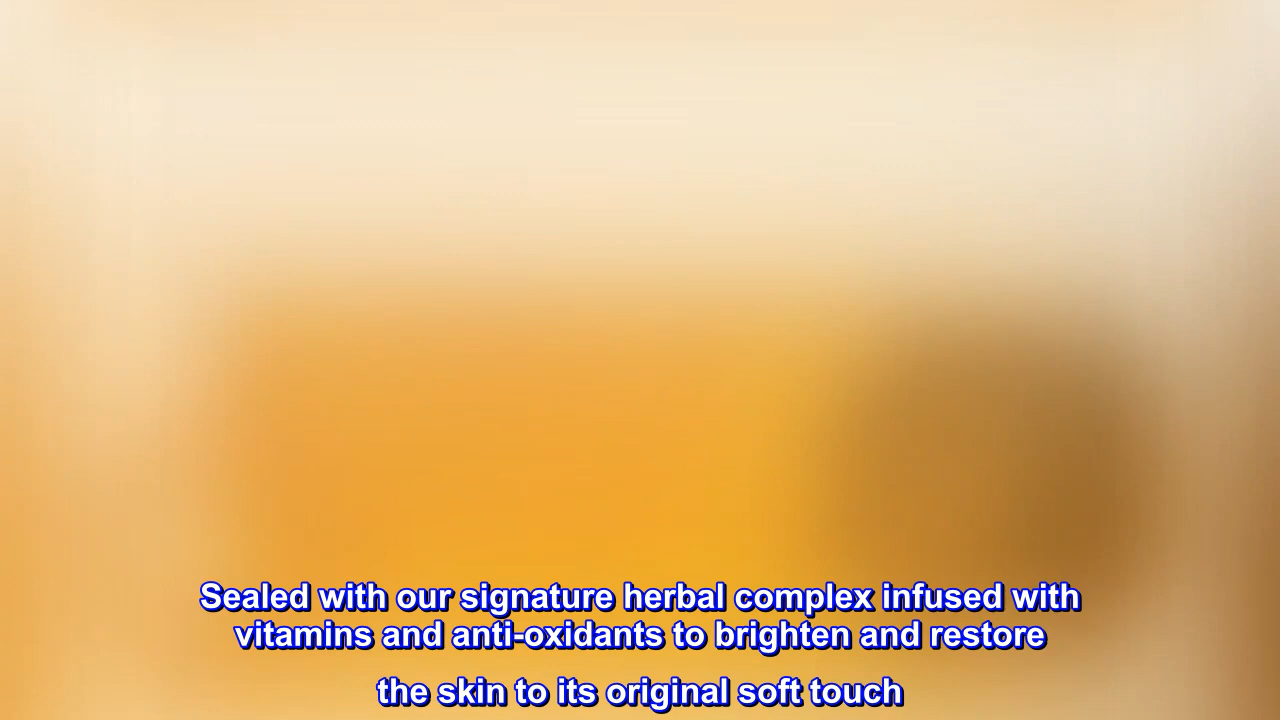 Sealed with our signature herbal complex infused with
vitamins and anti-oxidants to brighten and restore
the skin to its original soft touch